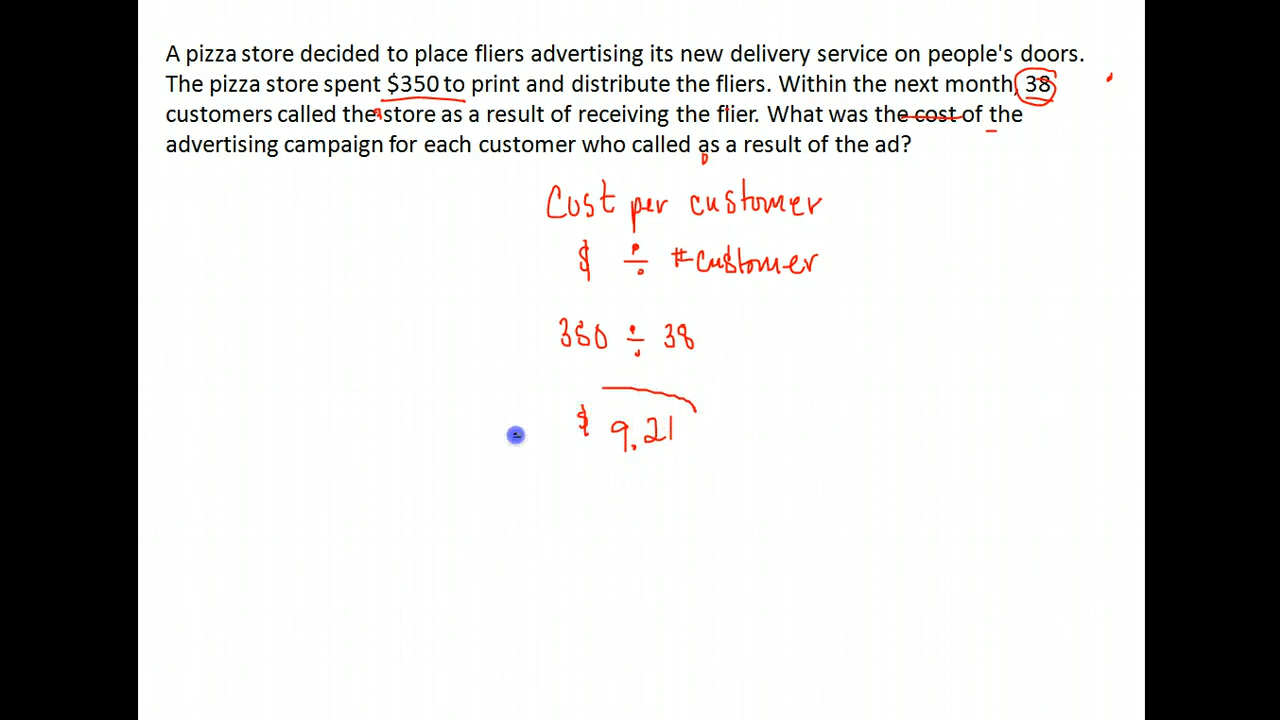 A pizza store decided to place fliers advertising its new delivery service on people's doors.
The pizza store spent $350 to print and distribute the fliers. Within the next month, 38
customers called the store as a result of receiving the flier. What was the cost of the
advertising campaign for each customer who called as a result of the ad?
Cost per customer
$ ÷ #customer
350 ÷ 38
$ 9.21